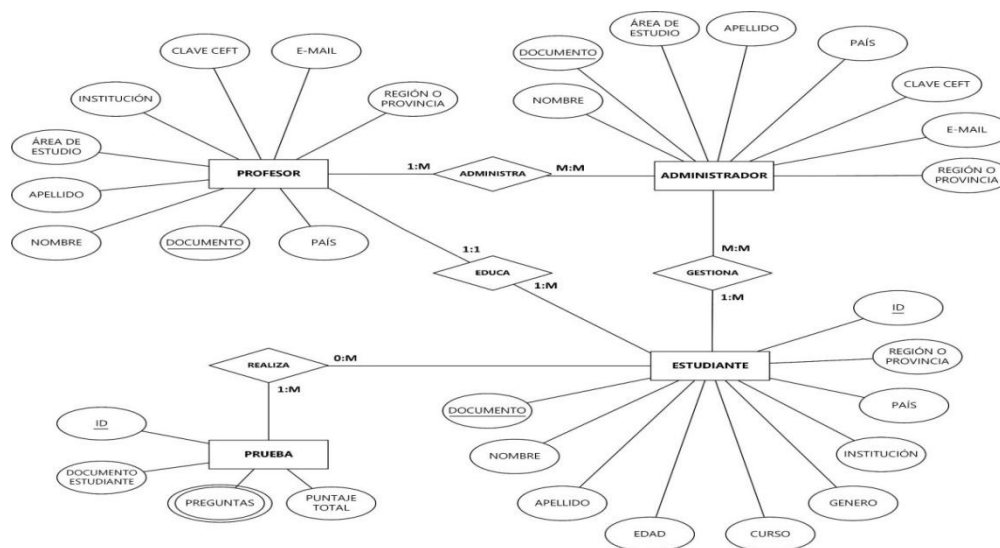 CLAVE CEFT
E-MAIL
INSTITUCIÓN
REGIÓN O
PROVINCIA
ÁREA DE
ESTUDIO
APELLIDO
NOMBRE
DOCUMENTO
PAÍS
PROFESOR
1:M
ADMINISTRA
M:M
DOCUMENTO
ÁREA DE
ESTUDIO
APELLIDO
PAÍS
NOMBRE
CLAVE CEFT
E-MAIL
REGIÓN O
PROVINCIA
ADMINISTRADOR
1:1
EDUCA
1:M
M:M
GESTIONA
1:M
ID
REGIÓN O
PROVINCIA
PAÍS
INSTITUCIÓN
GENERO
CURSO
EDAD
APELLIDO
NOMBRE
DOCUMENTO
ESTUDIANTE
0:M
REALIZA
1:M
ID
DOCUMENTO
ESTUDIANTE
PRUEBA
PREGUNTAS
PUNTAJE
TOTAL